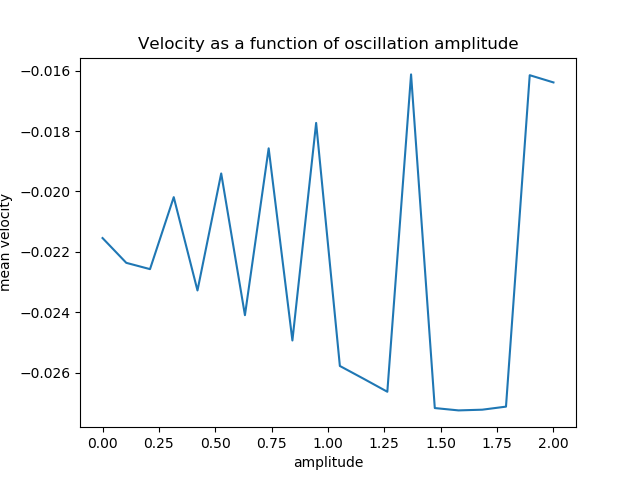 Velocity as a function of oscillation amplitude
−0.016
−0.018
−0.020
−0.022
−0.024
−0.026
mean velocity
0.00 0.25 0.50 0.75 1.00 1.25 1.50 1.75 2.00
amplitude